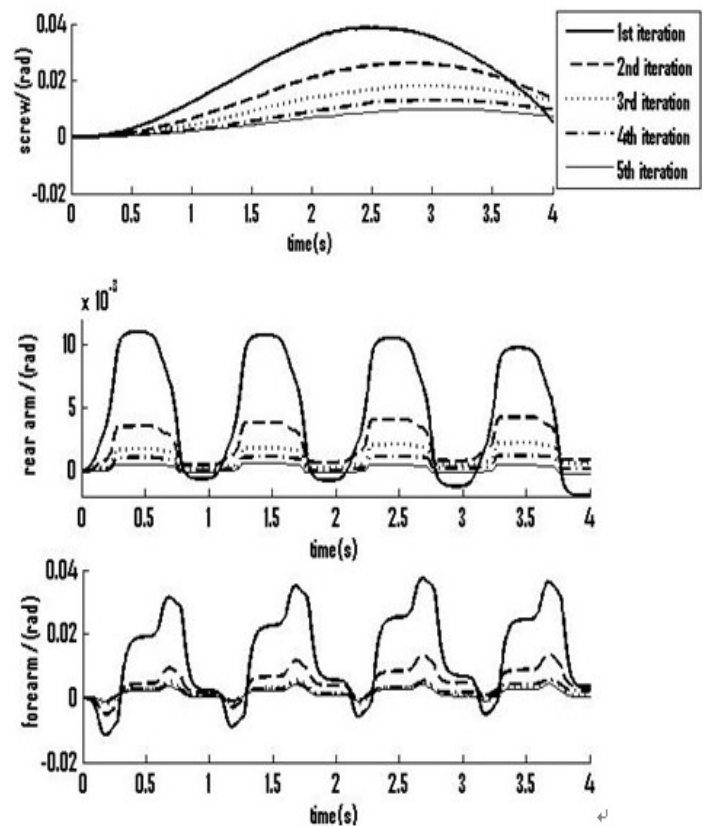 0.04
0.02
0
-0.02
screw/(rad)
0 0.5 1 1.5 2 2.5 3 3.5 4
time(s)
1st iteration
2nd iteration
3rd iteration
4th iteration
5th iteration
x 10⁻³
10
5
0
rear arm/(rad)
0 0.5 1 1.5 2 2.5 3 3.5 4
time(s)
0.04
0.02
0
-0.02
forearm/(rad)
0 0.5 1 1.5 2 2.5 3 3.5 4
time(s)
↵